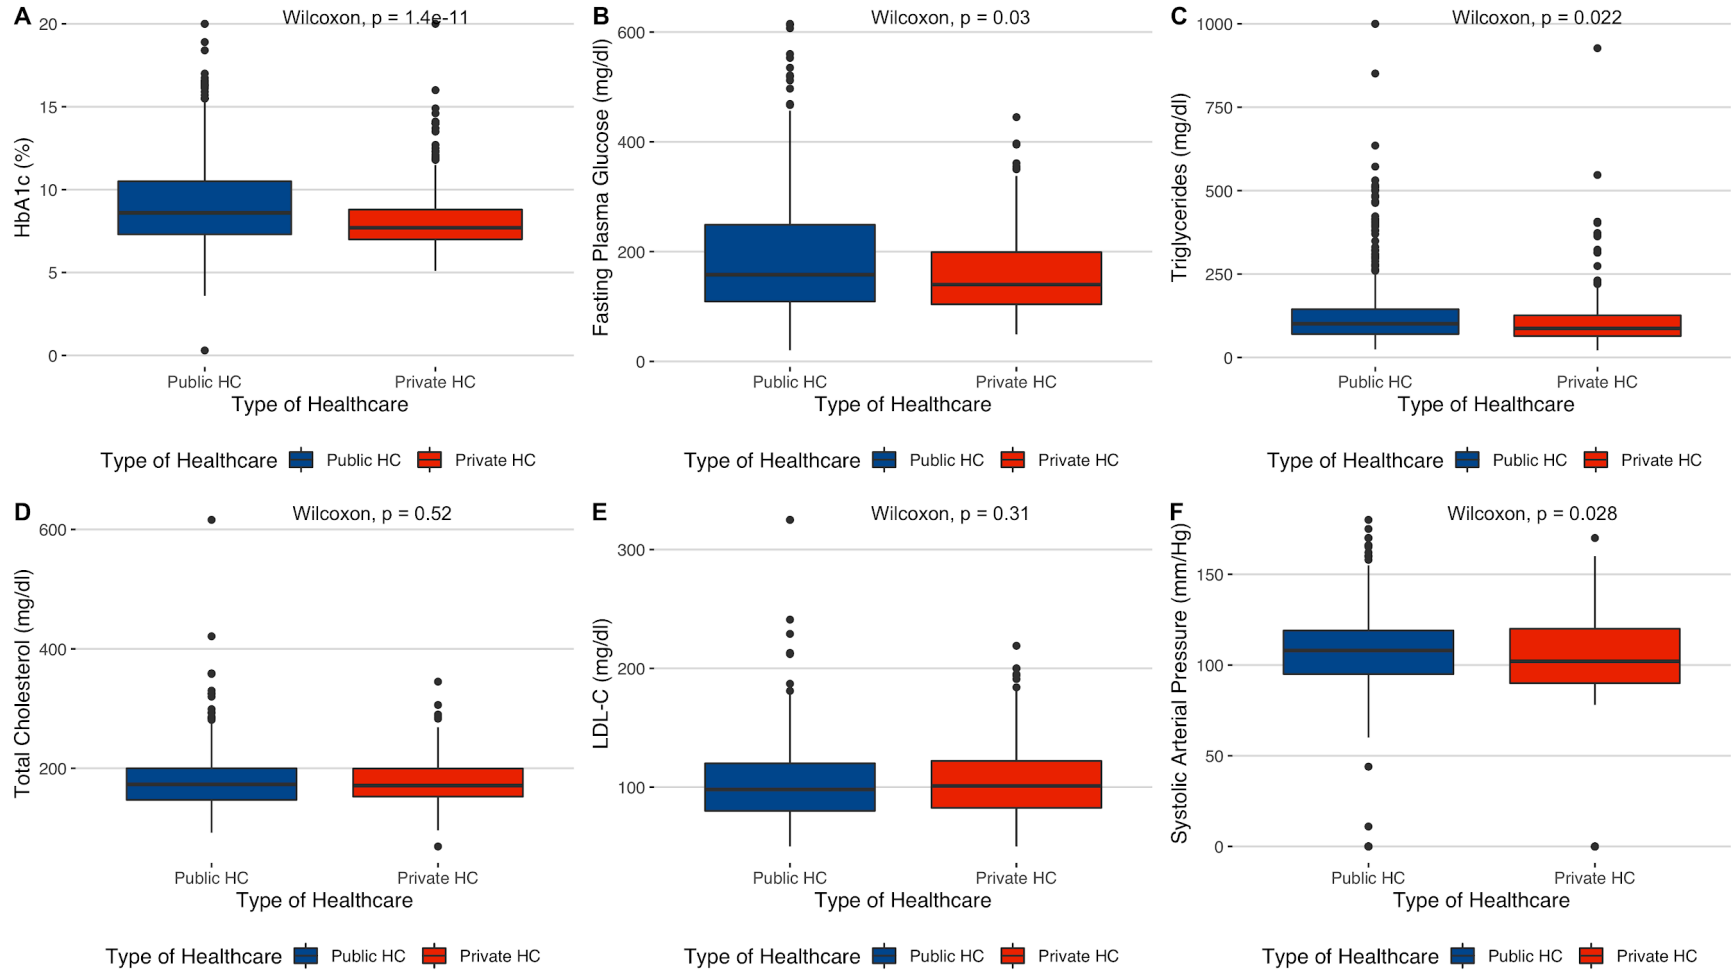 A
Wilcoxon, p = 1.4e-11
HbA1c (%)
20
15
10
5
0
Public HC
Private HC
Type of Healthcare
Type of Healthcare Public HC Private HC
B
Wilcoxon, p = 0.03
Fasting Plasma Glucose (mg/dl)
600
400
200
0
Public HC
Private HC
Type of Healthcare
Type of Healthcare Public HC Private HC
C
Wilcoxon, p = 0.022
Triglycerides (mg/dl)
1000
750
500
250
0
Public HC
Private HC
Type of Healthcare
Type of Healthcare Public HC Private HC
D
Wilcoxon, p = 0.52
Total Cholesterol (mg/dl)
600
400
200
Public HC
Private HC
Type of Healthcare
Type of Healthcare Public HC Private HC
E
Wilcoxon, p = 0.31
LDL-C (mg/dl)
300
200
100
Public HC
Private HC
Type of Healthcare
Type of Healthcare Public HC Private HC
F
Wilcoxon, p = 0.028
Systolic Arterial Pressure (mm/Hg)
150
100
50
0
Public HC
Private HC
Type of Healthcare
Type of Healthcare Public HC Private HC